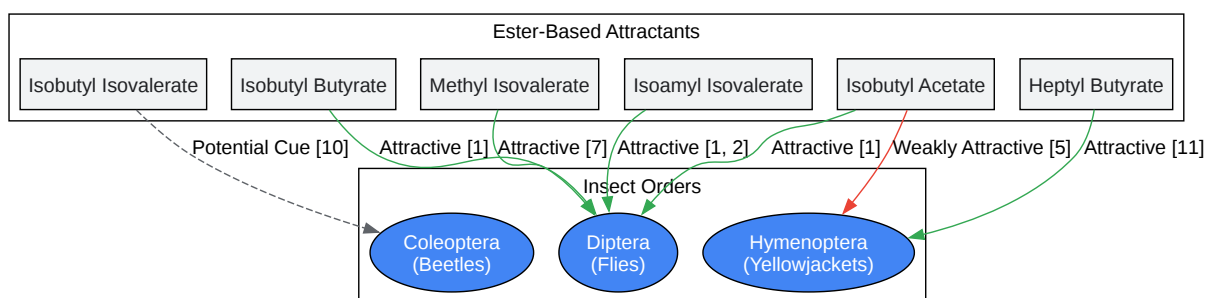 Ester-Based Attractants
Isobutyl Isovalerate
Isobutyl Butyrate
Methyl Isovalerate
Isoamyl Isovalerate
Isobutyl Acetate
Heptyl Butyrate
Potential Cue [10]
Attractive [1]
Attractive [7]
Attractive [1, 2]
Attractive [1]
Weakly Attractive [5]
Attractive [11]
Insect Orders
Coleoptera
(Beetles)
Diptera
(Flies)
Hymenoptera
(Yellowjackets)